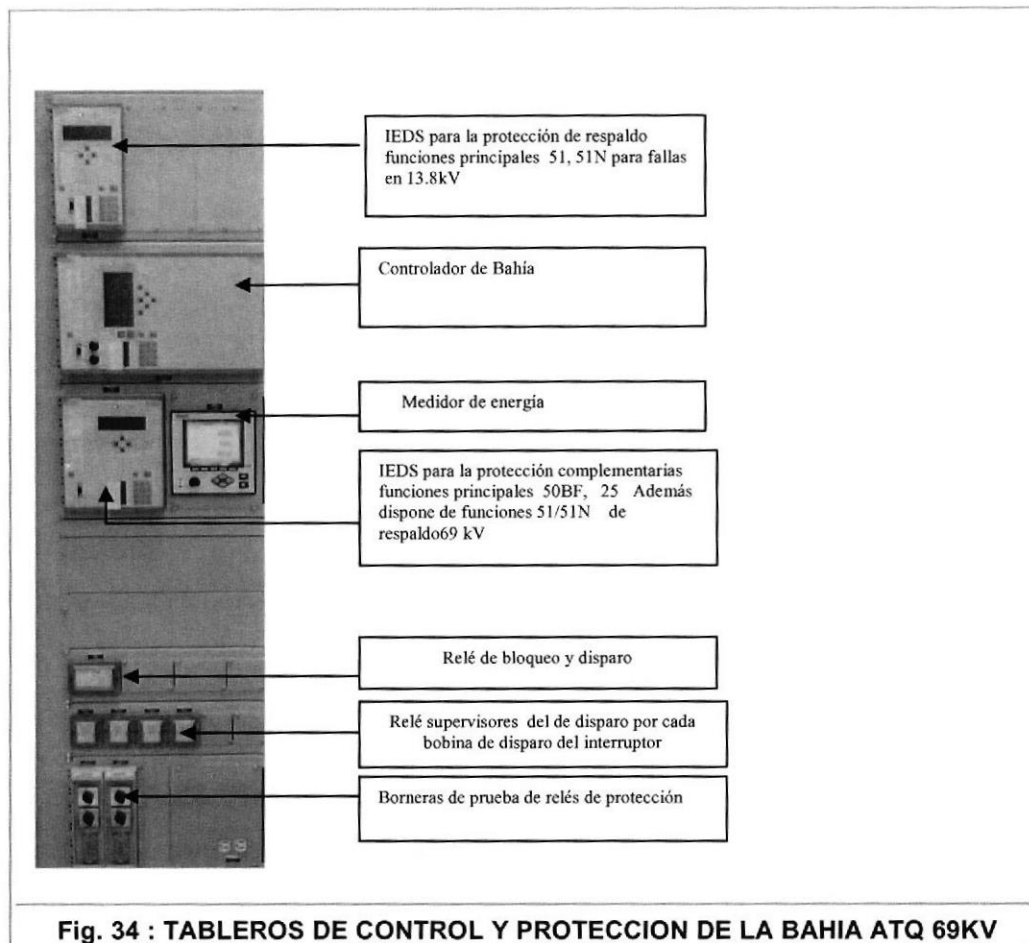 IEDS para la protección de respaldo
funciones principales 51, 51N para fallas
en 13.8kV
Controlador de Bahía
Medidor de energía
IEDS para la protección complementarias
funciones principales 50BF, 25 Además
dispone de funciones 51/51N de
respaldo69 kV
Relé de bloqueo y disparo
Relé supervisores del de disparo por cada
bobina de disparo del interruptor
Borneras de prueba de relés de protección
Fig. 34 : TABLEROS DE CONTROL Y PROTECCION DE LA BAHIA ATQ 69KV